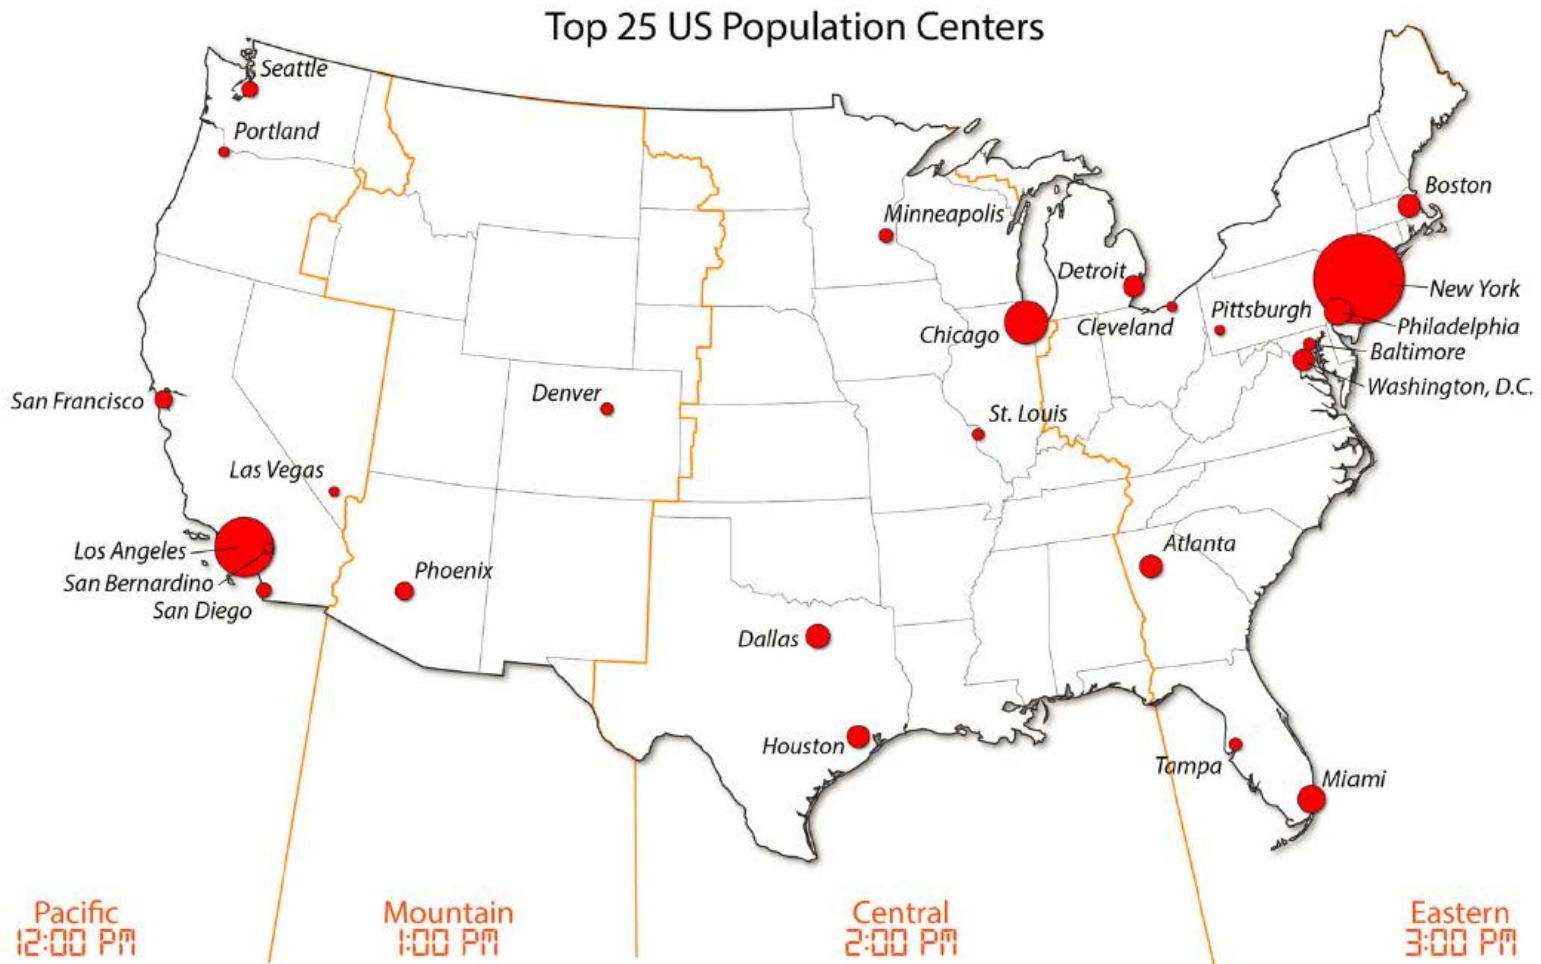 Top 25 US Population Centers
Seattle
Portland
Boston
Minneapolis
Detroit
New York
Pittsburgh
Philadelphia
Chicago
Cleveland
Baltimore
Washington, D.C.
Denver
San Francisco
St. Louis
Las Vegas
Los Angeles
Atlanta
San Bernardino
Phoenix
San Diego
Dallas
Houston
Tampa
Miami
Pacific
12:00 PM
Mountain
1:00 PM
Central
2:00 PM
Eastern
3:00 PM